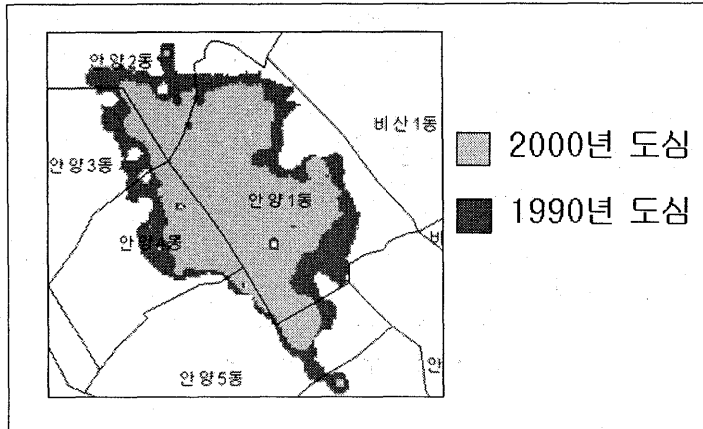 안양2동
비산1동
안양3동
안양1동
안양4동
비
안양5동
안
2000년 도심
1990년 도심